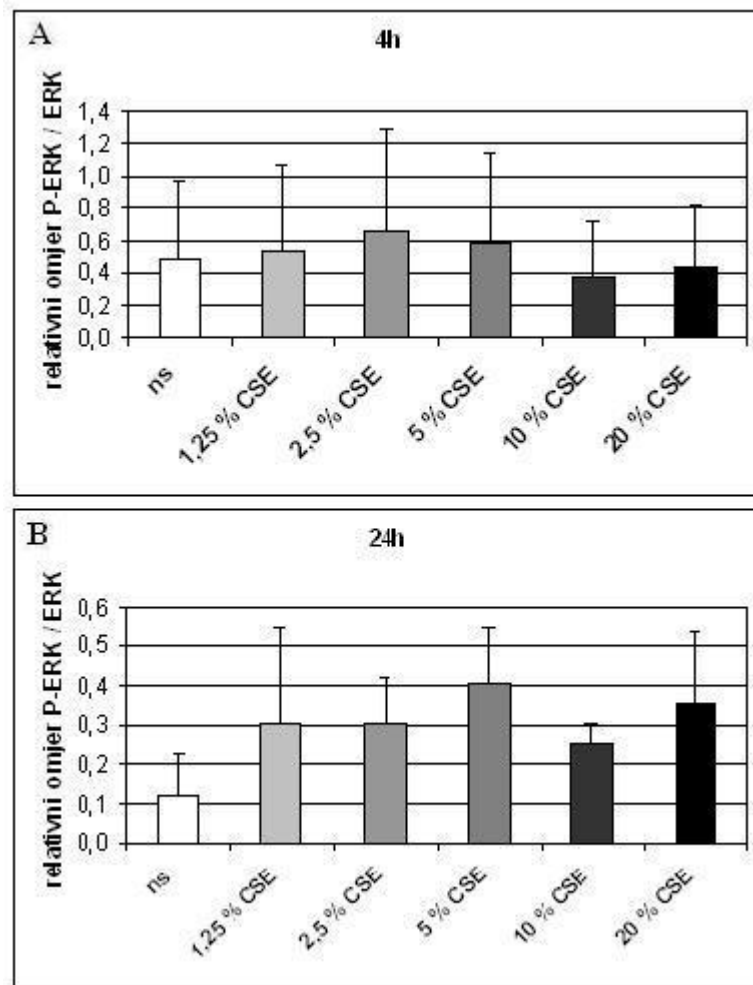 A
4h
relativni omjer P-ERK / ERK
1,4
1,2
1,0
0,8
0,6
0,4
0,2
0,0
ns
1,25 % CSE
2,5 % CSE
5 % CSE
10 % CSE
20 % CSE
B
24h
relativni omjer P-ERK / ERK
0,6
0,5
0,4
0,3
0,2
0,1
0,0
ns
1,25 % CSE
2,5 % CSE
5 % CSE
10 % CSE
20 % CSE